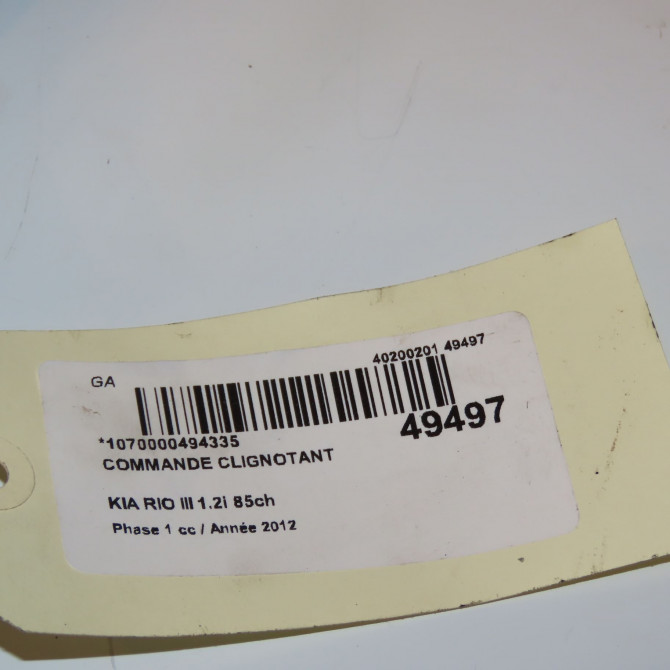 40200201 49497
GA
*1070000494335
49497
COMMANDE CLIGNOTANT
KIA RIO III 1.2i 85ch
Phase 1 cc / Année 2012